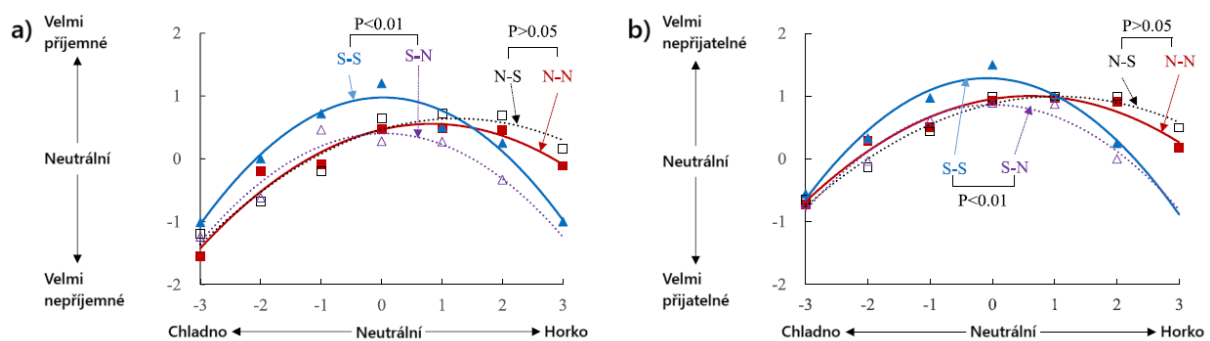 a)
Velmi
příjemné
Neutrální
Velmi
nepříjemné
2
1
0
-1
-2
P<0.01
S-S
S-N
P>0.05
N-S
N-N
-3 -2 -1 0 1 2 3
Chladno Neutrální Horko
b)
Velmi
nepřijatelné
Neutrální
Velmi
přijatelné
2
1
0
-1
-2
P>0.05
N-S
N-N
S-S
S-N
P<0.01
-3 -2 -1 0 1 2 3
Chladno Neutrální Horko